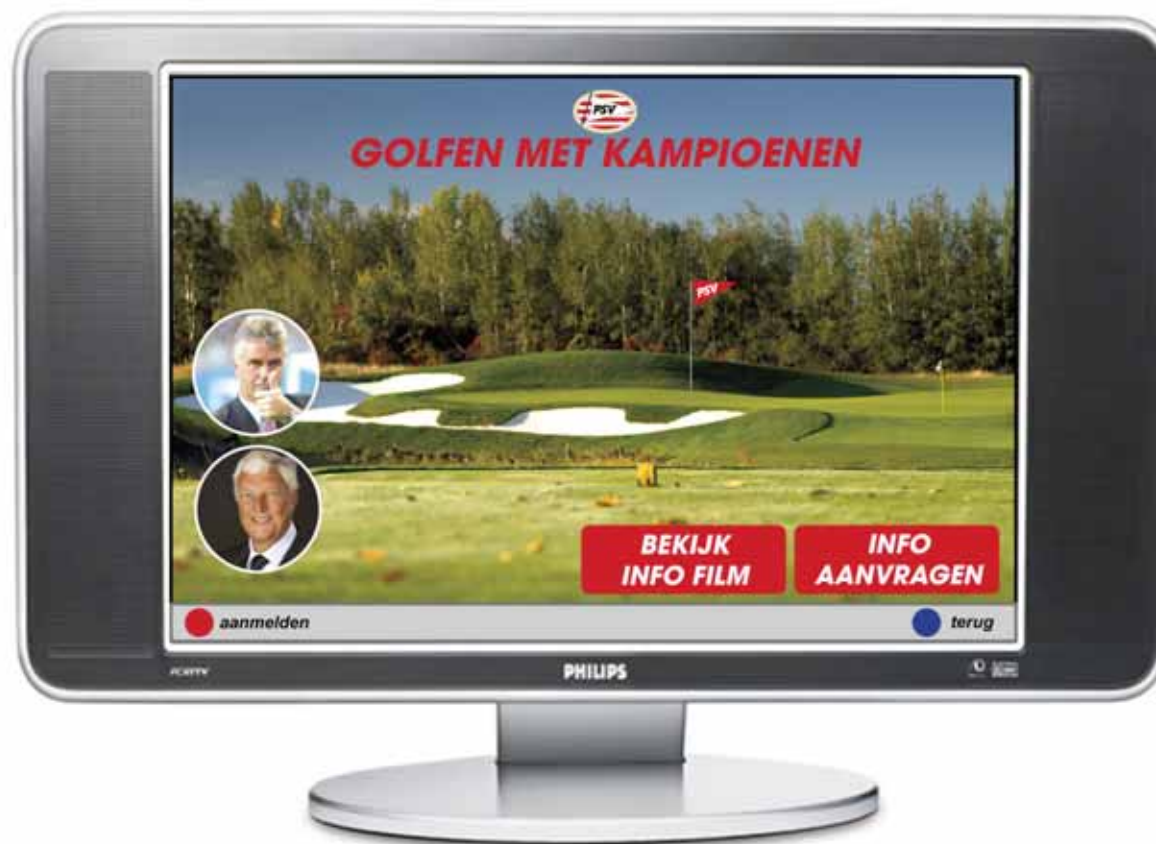 PSV
GOLFEN MET KAMPIOENEN
PSV
BEKIJK
INFO FILM
INFO
AANVRAGEN
aanmelden
terug
PHILIPS